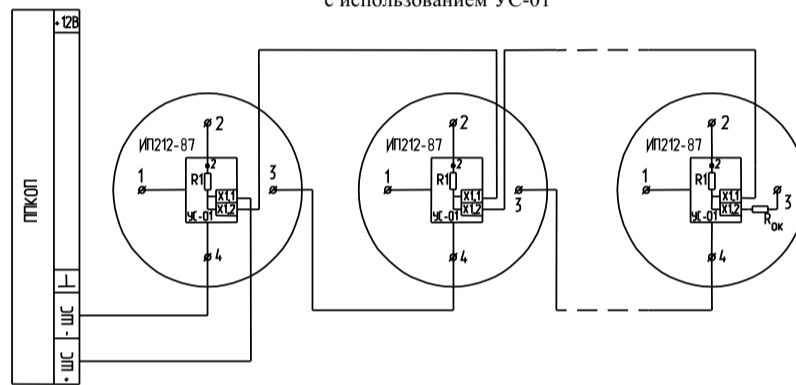 с использованием УС-01
+12В
ППКОП
⊥
- ШС
+ ШС
ИП212-87
1
2
3
4
2
R1
X1,1
X1,2
УС-01
ИП212-87
1
2
3
4
2
R1
X1,1
X1,2
УС-01
ИП212-87
1
2
3
4
2
R1
X1,1
X1,2
УС-01
Rок